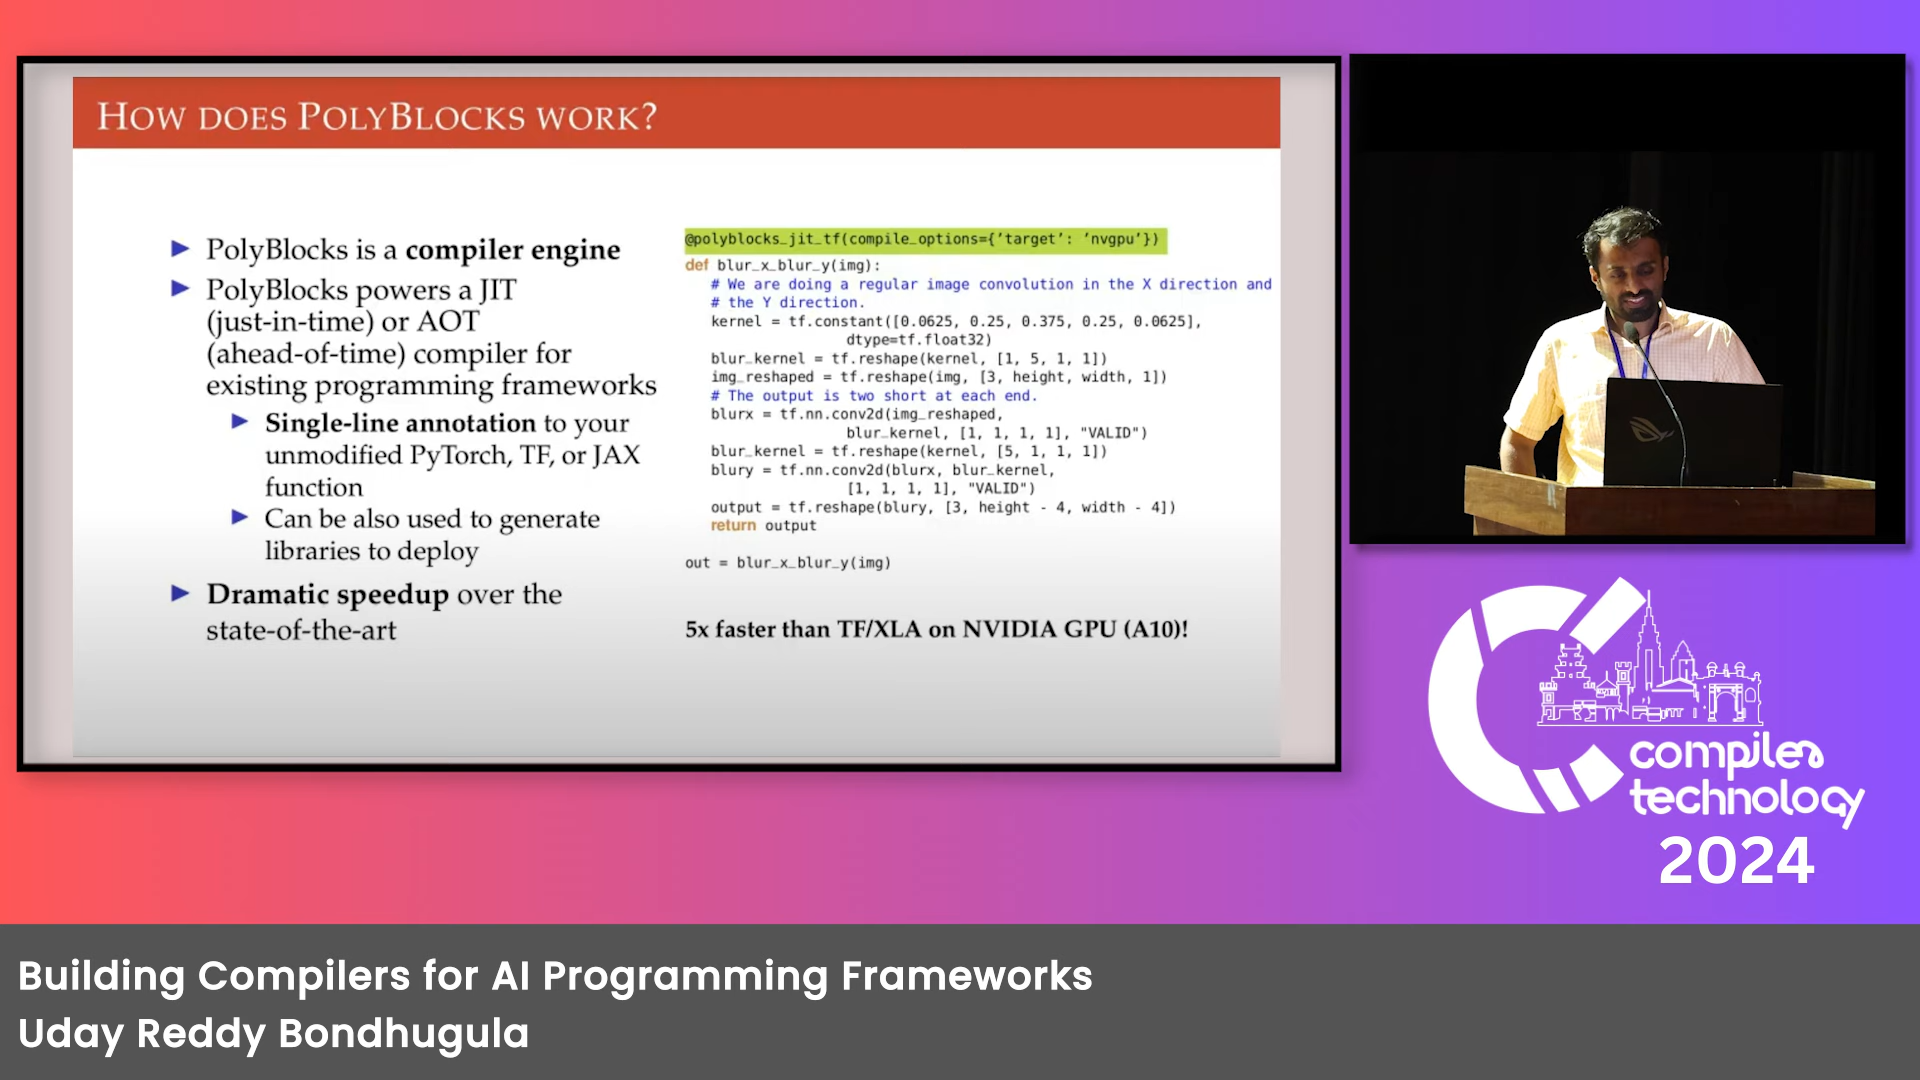 HOW DOES POLYBLOCKS WORK?
PolyBlocks is a compiler engine
PolyBlocks powers a JIT
(just-in-time) or AOT
(ahead-of-time) compiler for
existing programming frameworks
Single-line annotation to your
unmodified PyTorch, TF, or JAX
function
Can be also used to generate
libraries to deploy
Dramatic speedup over the
state-of-the-art
@polyblocks_jit_tf(compile_options={'target': 'nvgpu'})
def blur_x_blur_y(img):
# We are doing a regular image convolution in the X direction and
# the Y direction.
kernel = tf.constant([0.0625, 0.25, 0.375, 0.25, 0.0625],
dtype=tf.float32)
blur_kernel = tf.reshape(kernel, [1, 5, 1, 1])
img_reshaped = tf.reshape(img, [3, height, width, 1])
# The output is two short at each end.
blurx = tf.nn.conv2d(img_reshaped,
blur_kernel, [1, 1, 1, 1], "VALID")
blur_kernel = tf.reshape(kernel, [5, 1, 1, 1])
blury = tf.nn.conv2d(blurx, blur_kernel,
[1, 1, 1, 1], "VALID")
output = tf.reshape(blury, [3, height - 4, width - 4])
return output
out = blur_x_blur_y(img)
5x faster than TF/XLA on NVIDIA GPU (A10)!
compiler
technology
2024
Building Compilers for AI Programming Frameworks
Uday Reddy Bondhugula